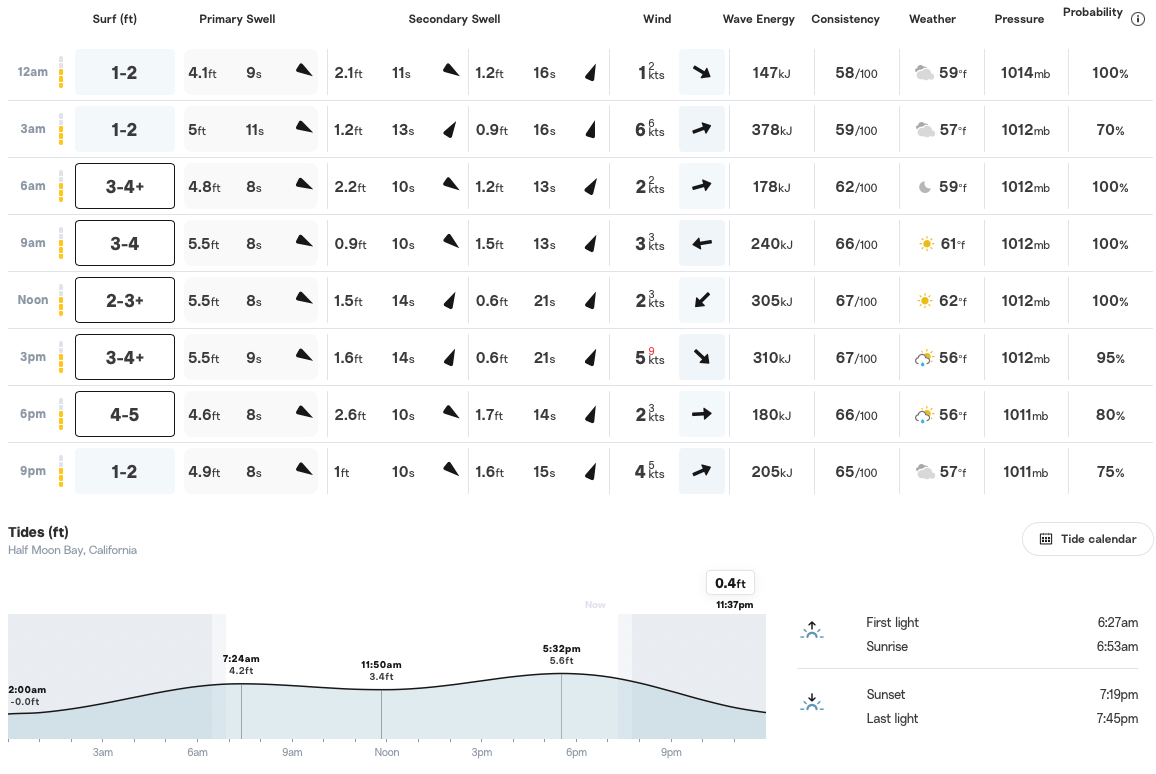 Surf (ft) Primary Swell Secondary Swell Wind Wave Energy Consistency Weather Pressure Probability
12am 1-2 4.1ft 9s 2.1ft 11s 1.2ft 16s 1 2 kts 147kJ 58/100 59°f 1014mb 100%
3am 1-2 5ft 11s 1.2ft 13s 0.9ft 16s 6 6 kts 378kJ 59/100 57°f 1012mb 70%
6am 3-4+ 4.8ft 8s 2.2ft 10s 1.2ft 13s 2 2 kts 178kJ 62/100 59°f 1012mb 100%
9am 3-4 5.5ft 8s 0.9ft 10s 1.5ft 13s 3 3 kts 240kJ 66/100 61°f 1012mb 100%
Noon 2-3+ 5.5ft 8s 1.5ft 14s 0.6ft 21s 2 3 kts 305kJ 67/100 62°f 1012mb 100%
3pm 3-4+ 5.5ft 9s 1.6ft 14s 0.6ft 21s 5 9 kts 310kJ 67/100 56°f 1012mb 95%
6pm 4-5 4.6ft 8s 2.6ft 10s 1.7ft 14s 2 3 kts 180kJ 66/100 56°f 1011mb 80%
9pm 1-2 4.9ft 8s 1ft 10s 1.6ft 15s 4 5 kts 205kJ 65/100 57°f 1011mb 75%
Tides (ft)
Half Moon Bay, California
Tide calendar
0.4ft
Now 11:37pm
2:00am
-0.0ft
7:24am
4.2ft
11:50am
3.4ft
5:32pm
5.6ft
3am 6am 9am Noon 3pm 6pm 9pm
First light 6:27am
Sunrise 6:53am
Sunset 7:19pm
Last light 7:45pm